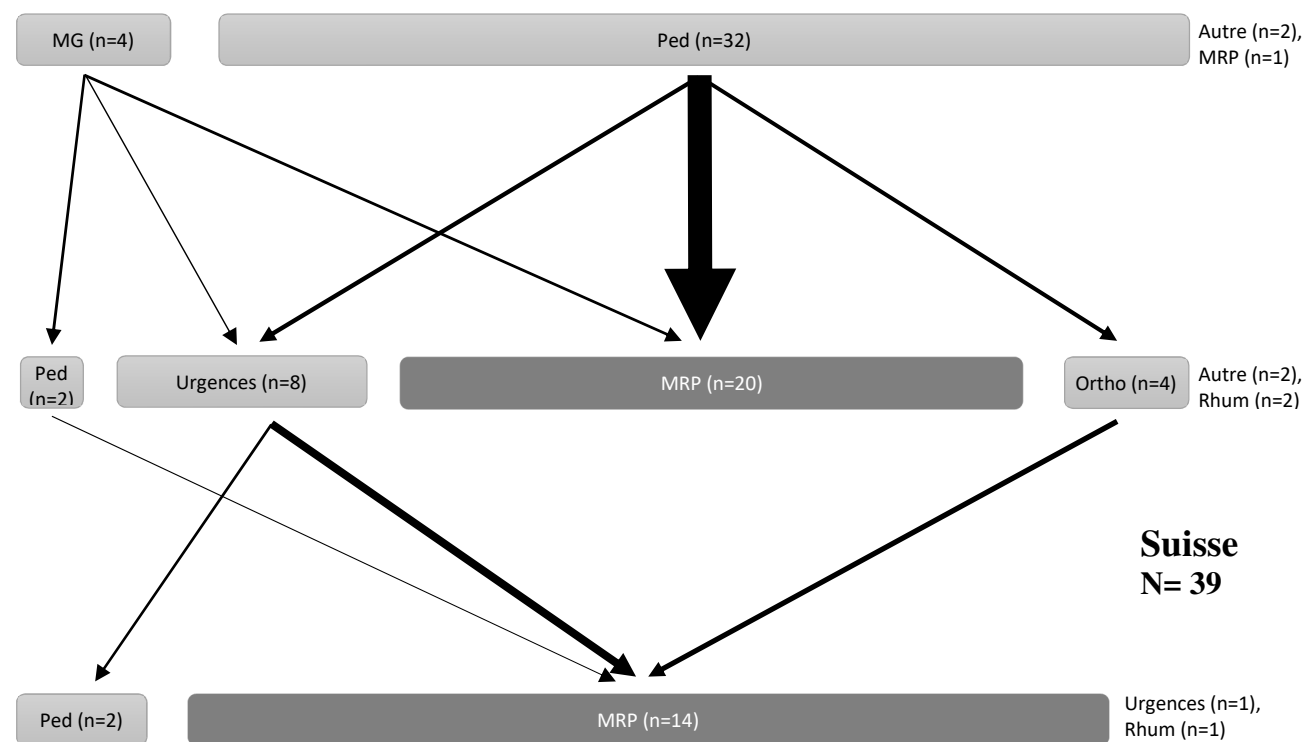 MG (n=4)
Ped (n=32)
Autre (n=2),
MRP (n=1)
Ped
(n=2)
Urgences (n=8)
MRP (n=20)
Ortho (n=4)
Autre (n=2),
Rhum (n=2)
Suisse
N= 39
Ped (n=2)
MRP (n=14)
Urgences (n=1),
Rhum (n=1)